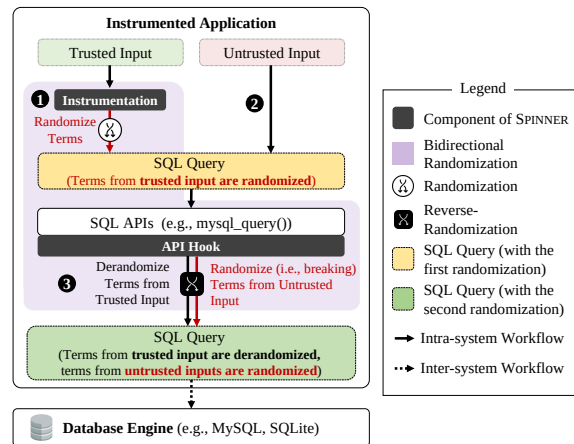 Instrumented Application
Trusted Input
Untrusted Input
1
Instrumentation
2
Randomize
Terms
SQL Query
(Terms from trusted input are randomized)
SQL APIs (e.g., mysql_query())
API Hook
3
Derandomize
Terms from
Trusted Input
Randomize (i.e., breaking)
Terms from Untrusted
Input
SQL Query
(Terms from trusted input are derandomized,
terms from untrusted inputs are randomized)
Database Engine (e.g., MySQL, SQLite)
Legend
Component of SPINNER
Bidirectional
Randomization
Randomization
Reverse-
Randomization
SQL Query (with the
first randomization)
SQL Query (with the
second randomization)
Intra-system Workflow
Inter-system Workflow